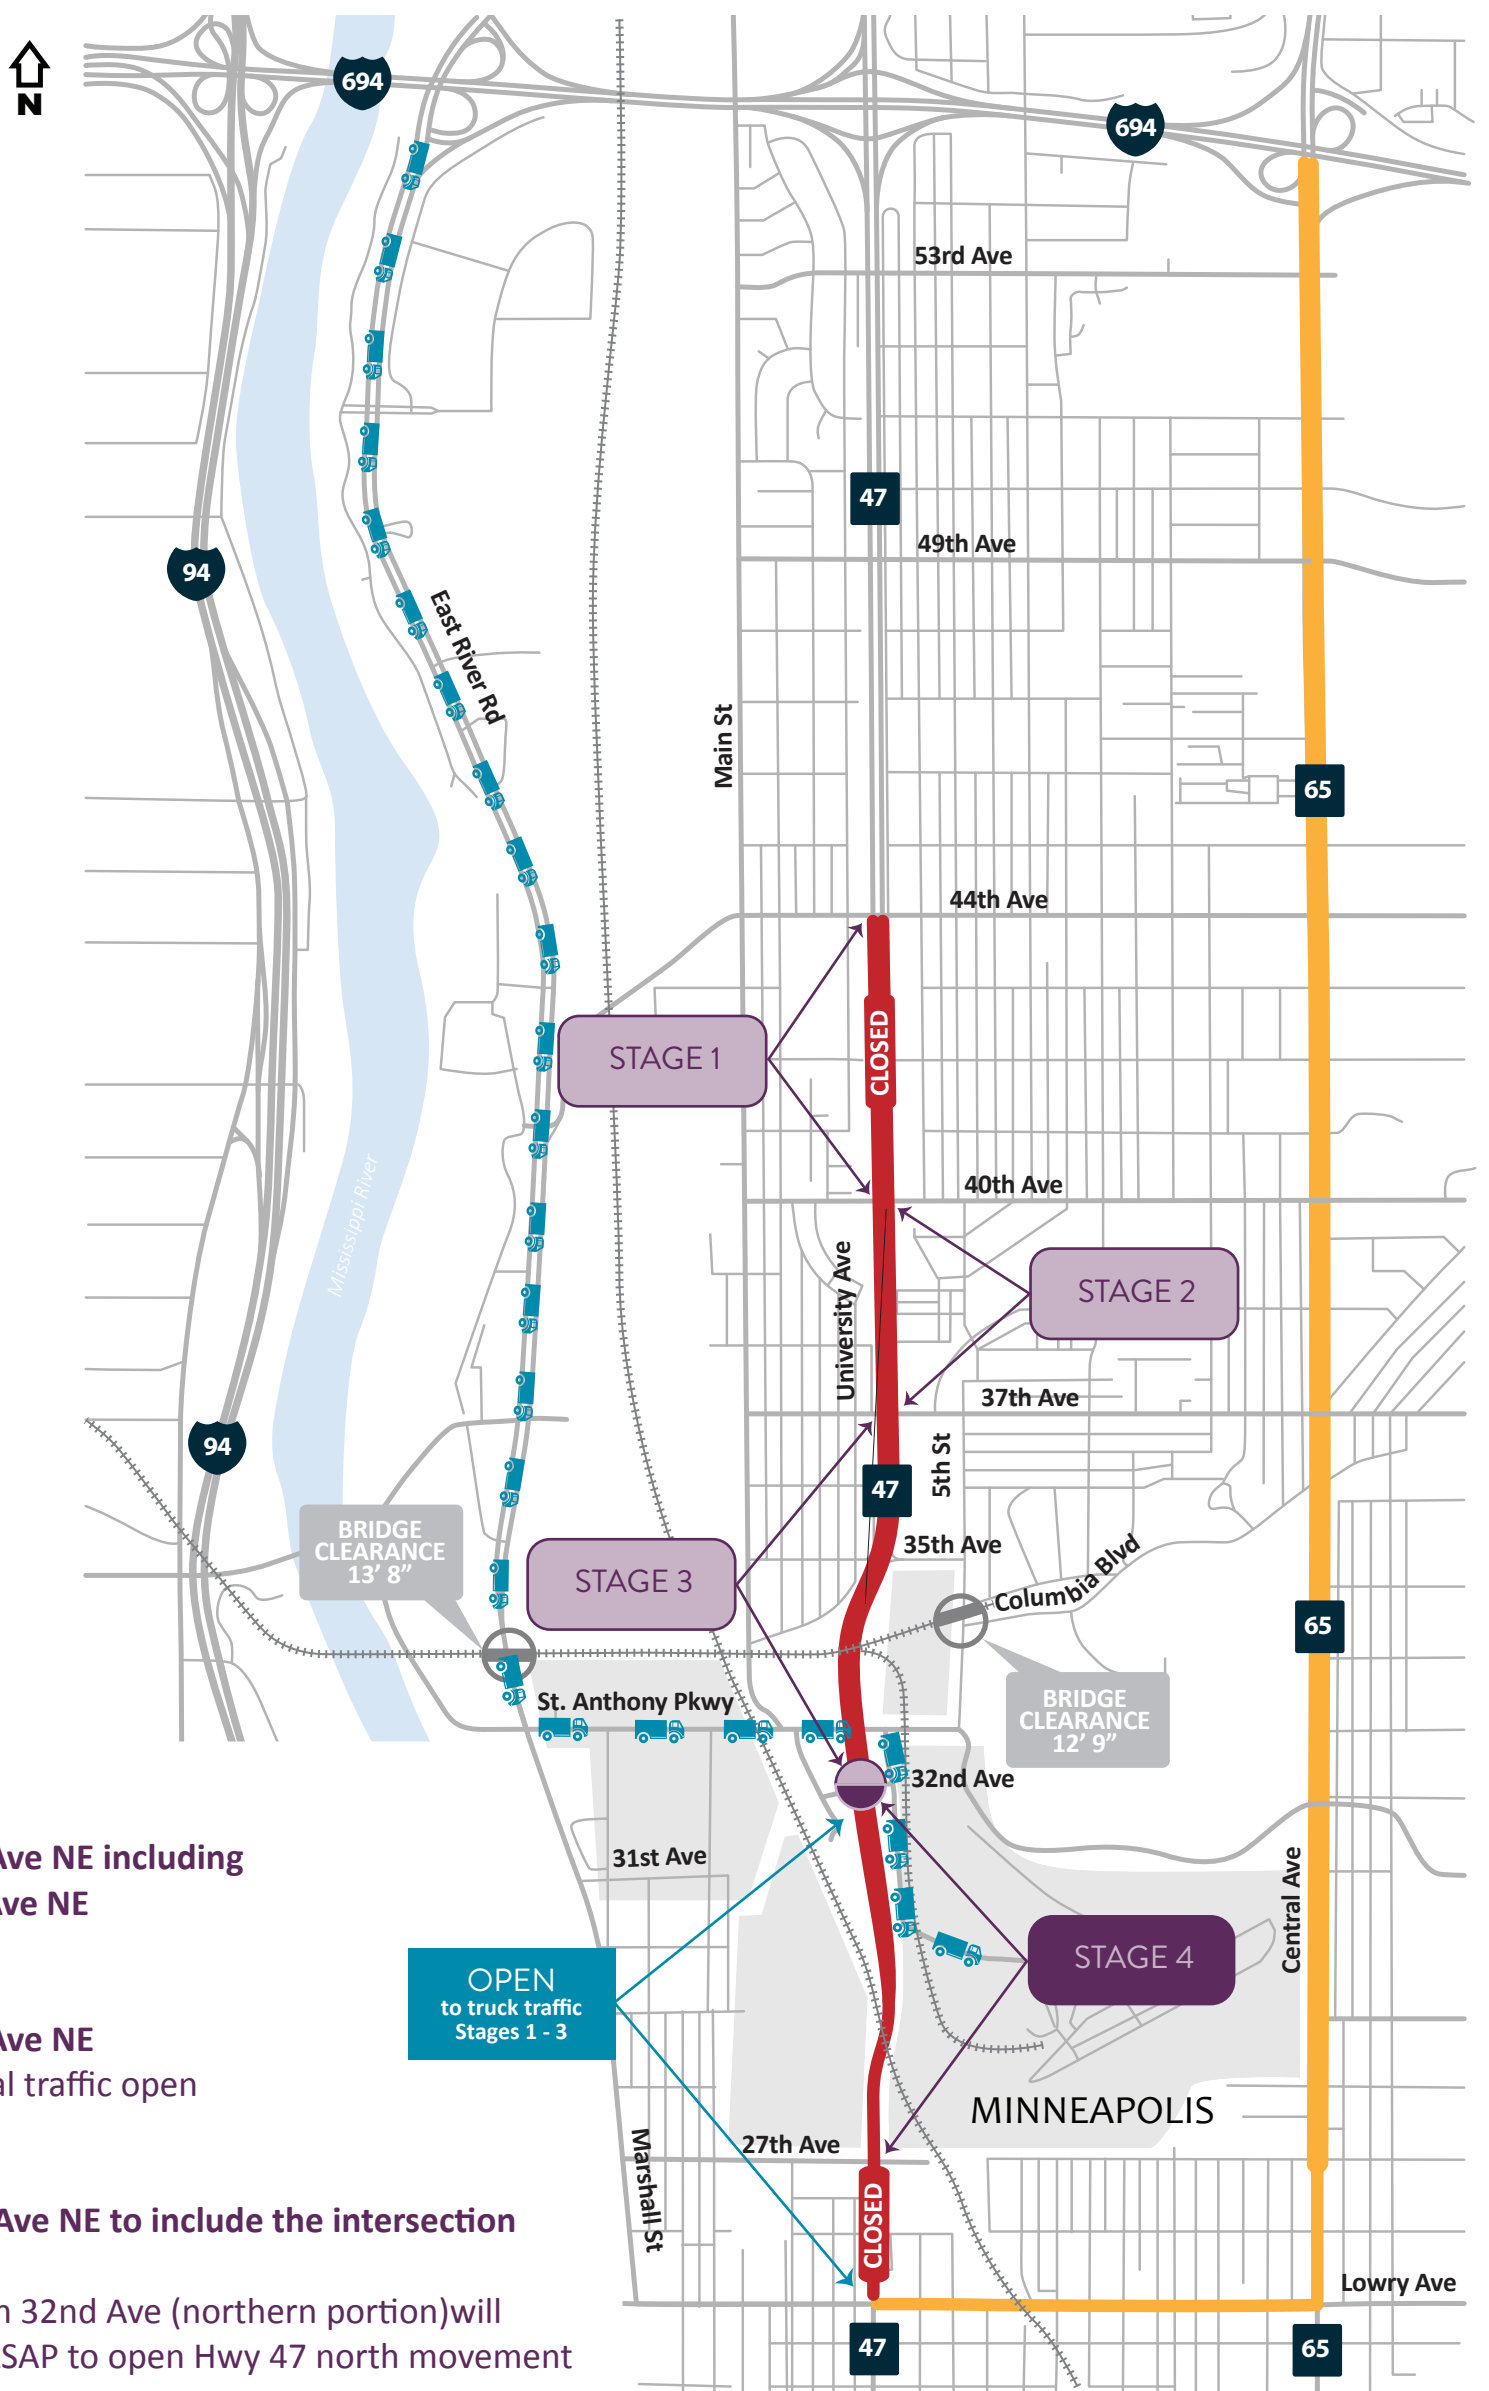 N
694
694
53rd Ave
47
49th Ave
94
East River Rd
Main St
65
44th Ave
CLOSED
STAGE 1
40th Ave
Mississippi River
University Ave
STAGE 2
37th Ave
94
5th St
47
BRIDGE
CLEARANCE
13’ 8”
35th Ave
STAGE 3
Columbia Blvd
65
St. Anthony Pkwy
BRIDGE
CLEARANCE
12’ 9”
32nd Ave
Ave NE including
Ave NE
31st Ave
Central Ave
STAGE 4
OPEN
to truck traffic
Stages 1 - 3
Ave NE
al traffic open
MINNEAPOLIS
27th Ave
Marshall St
CLOSED
Ave NE to include the intersection
Lowry Ave
32nd Ave (northern portion)will
SAP to open Hwy 47 north movement
47
65